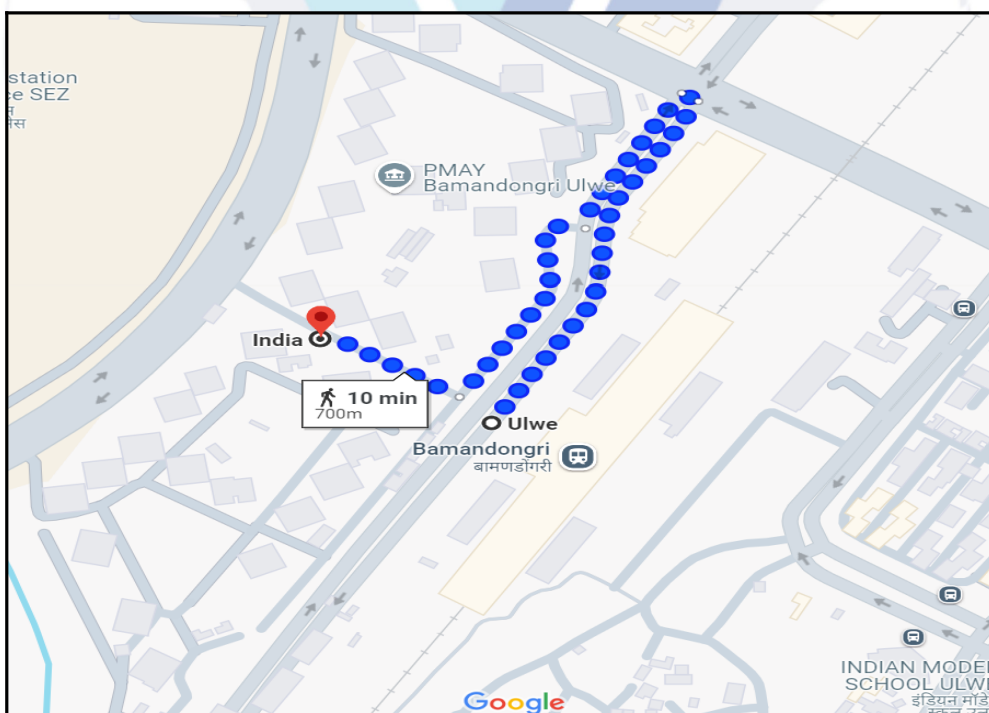 station
ce SEZ
PMAY
Bamandongri Ulwe
India
10 min
700m
Ulwe
Bamandongri
बामणडोंगरी
INDIAN MODE
SCHOOL ULW
इंडियन मॉडे
Google